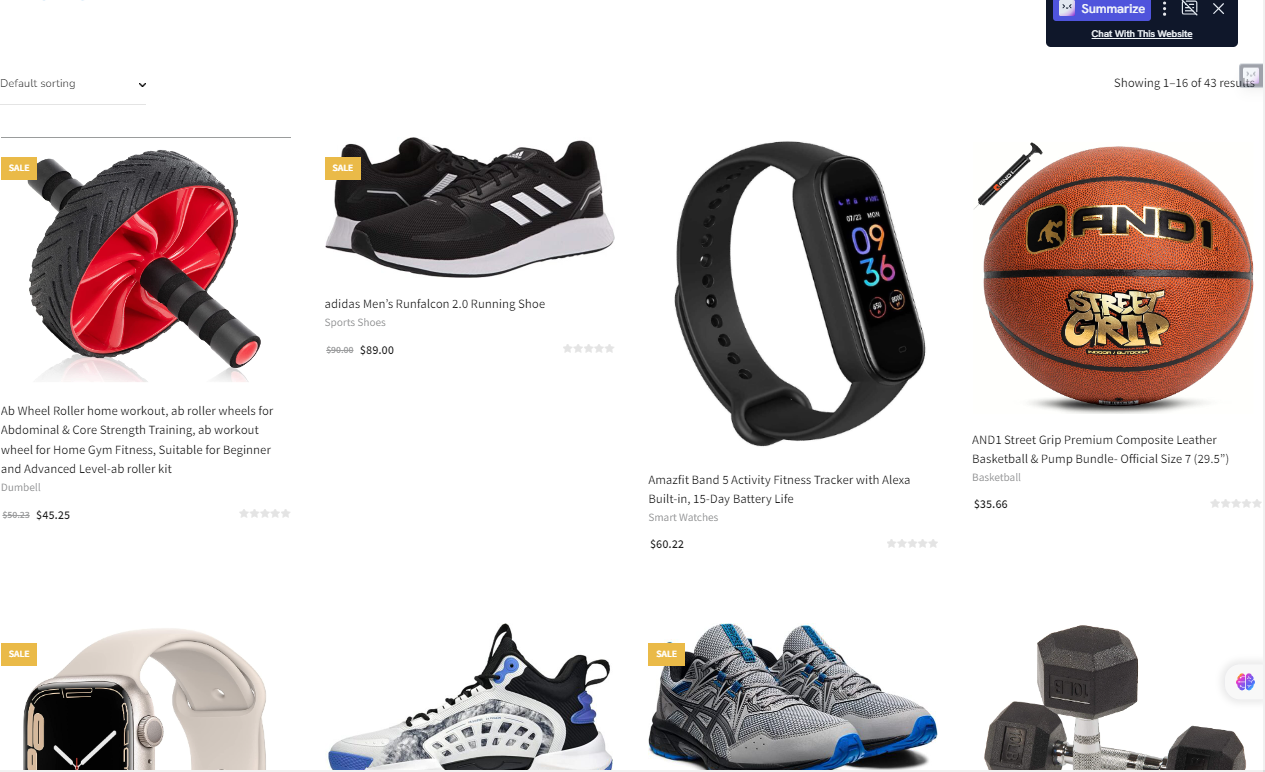 Summarize
Chat With This Website
Default sorting
Showing 1–16 of 43 results
SALE
SALE
07/23 MON
09
36
AND1
AND1
STREET
GRIP
INDOOR / OUTDOOR
adidas Men’s Runfalcon 2.0 Running Shoe
Sports Shoes
$90.00 $89.00
Ab Wheel Roller home workout, ab roller wheels for
Abdominal & Core Strength Training, ab workout
wheel for Home Gym Fitness, Suitable for Beginner
and Advanced Level-ab roller kit
Dumbell
$50.23 $45.25
Amazfit Band 5 Activity Fitness Tracker with Alexa
Built-in, 15-Day Battery Life
Smart Watches
$60.22
AND1 Street Grip Premium Composite Leather
Basketball & Pump Bundle- Official Size 7 (29.5”)
Basketball
$35.66
SALE
SALE